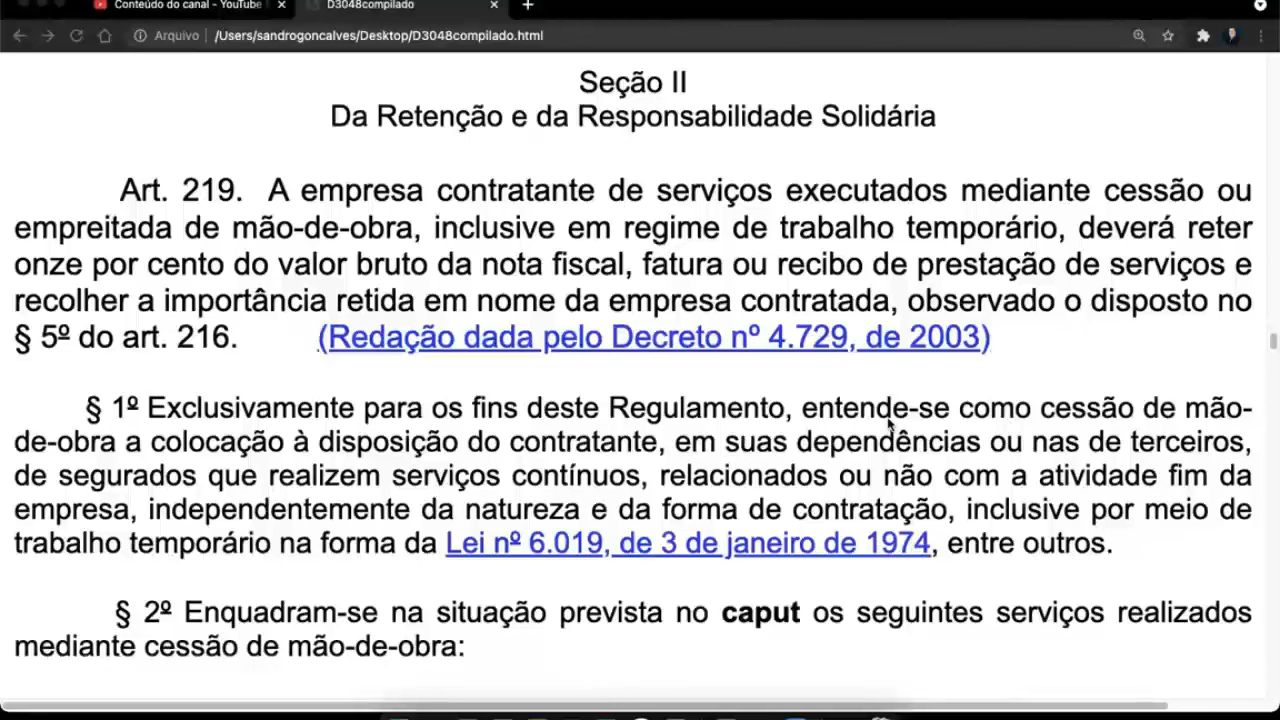 Conteúdo do canal - YouTube
D3048compilado
Arquivo
/Users/sandrogoncalves/Desktop/D3048compilado.html
Seção II
Da Retenção e da Responsabilidade Solidária
Art. 219. A empresa contratante de serviços executados mediante cessão ou
empreitada de mão-de-obra, inclusive em regime de trabalho temporário, deverá reter
onze por cento do valor bruto da nota fiscal, fatura ou recibo de prestação de serviços e
recolher a importância retida em nome da empresa contratada, observado o disposto no
§ 5º do art. 216. (Redação dada pelo Decreto nº 4.729, de 2003)
§ 1º Exclusivamente para os fins deste Regulamento, entende-se como cessão de mão-
de-obra a colocação à disposição do contratante, em suas dependências ou nas de terceiros,
de segurados que realizem serviços contínuos, relacionados ou não com a atividade fim da
empresa, independentemente da natureza e da forma de contratação, inclusive por meio de
trabalho temporário na forma da Lei nº 6.019, de 3 de janeiro de 1974, entre outros.
§ 2º Enquadram-se na situação prevista no caput os seguintes serviços realizados
mediante cessão de mão-de-obra: